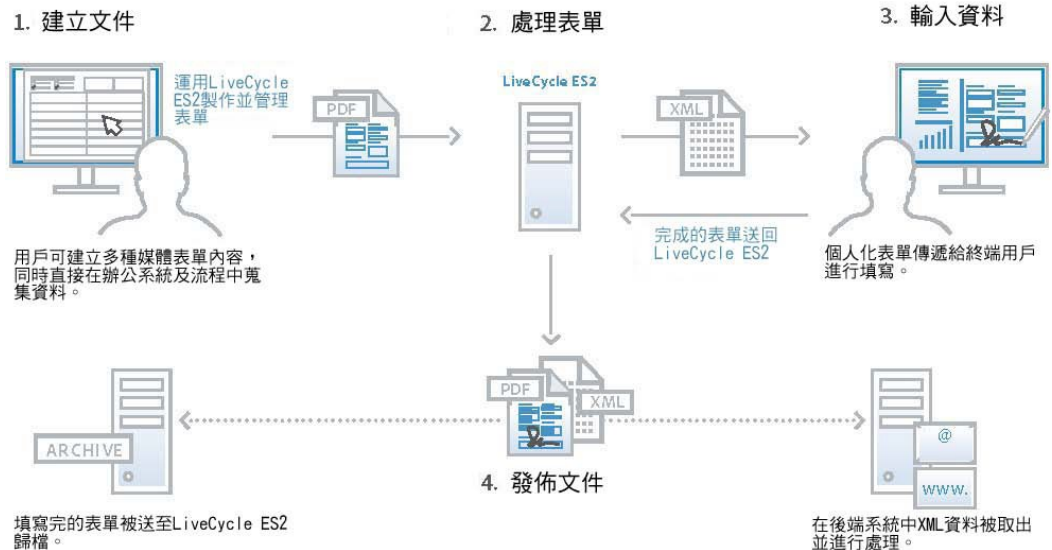 1. 建立文件
運用LiveCycle
ES2製作並管理
表單
PDF
用戶可建立多種媒體表單內容，
同時直接在辦公系統及流程中蒐
集資料。
2. 處理表單
LiveCycle ES2
XML
完成的表單送回
LiveCycle ES2
3. 輸入資料
個人化表單傳遞給終端用戶
進行填寫。
PDF
XML
4. 發佈文件
ARCHIVE
填寫完的表單被送至LiveCycle ES2
歸檔。
@
www.
在後端系統中XML資料被取出
並進行處理。